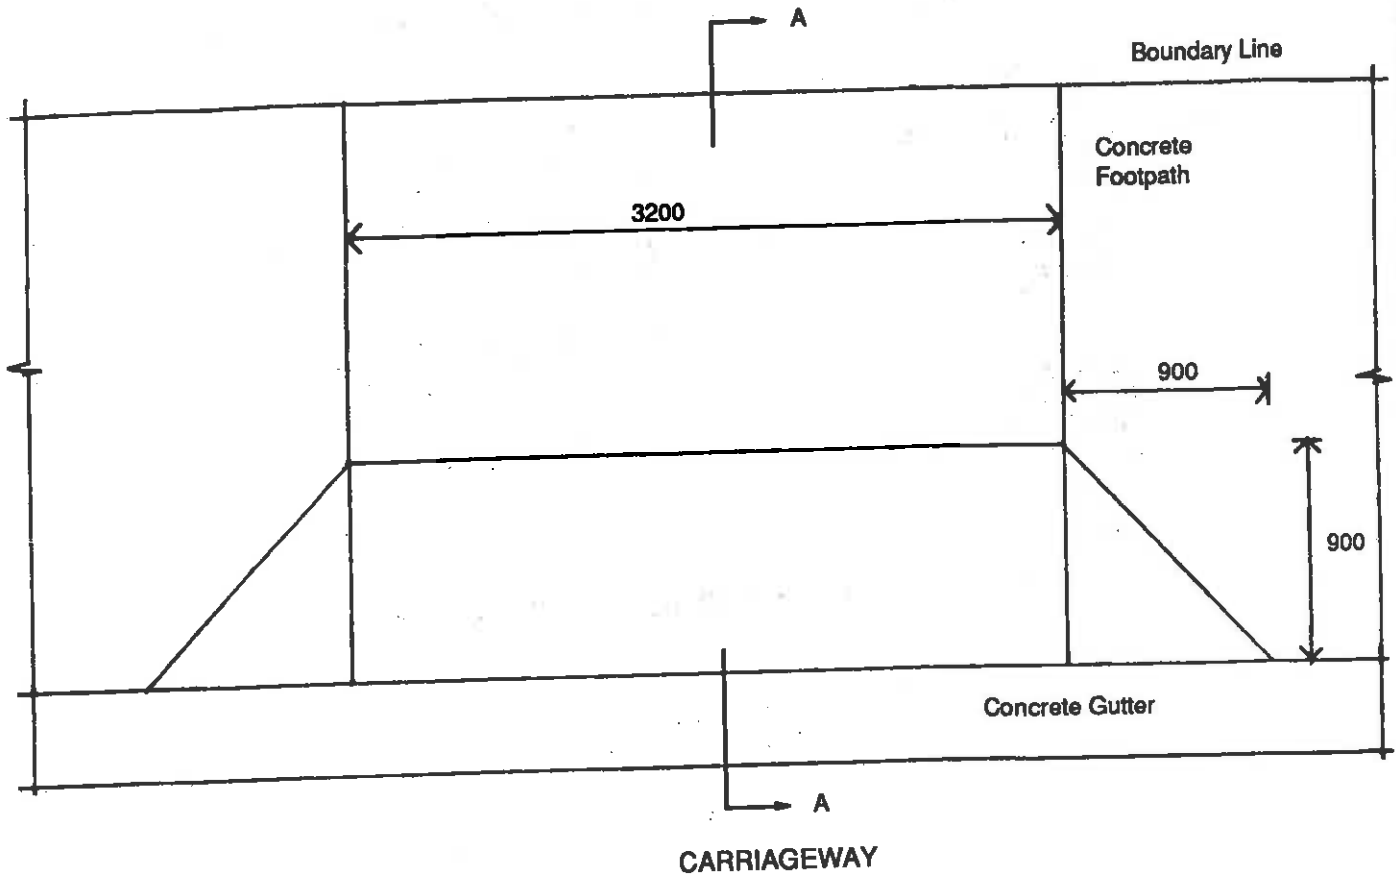 A
Boundary Line
Concrete
Footpath
3200
900
900
Concrete Gutter
A
CARRIAGEWAY